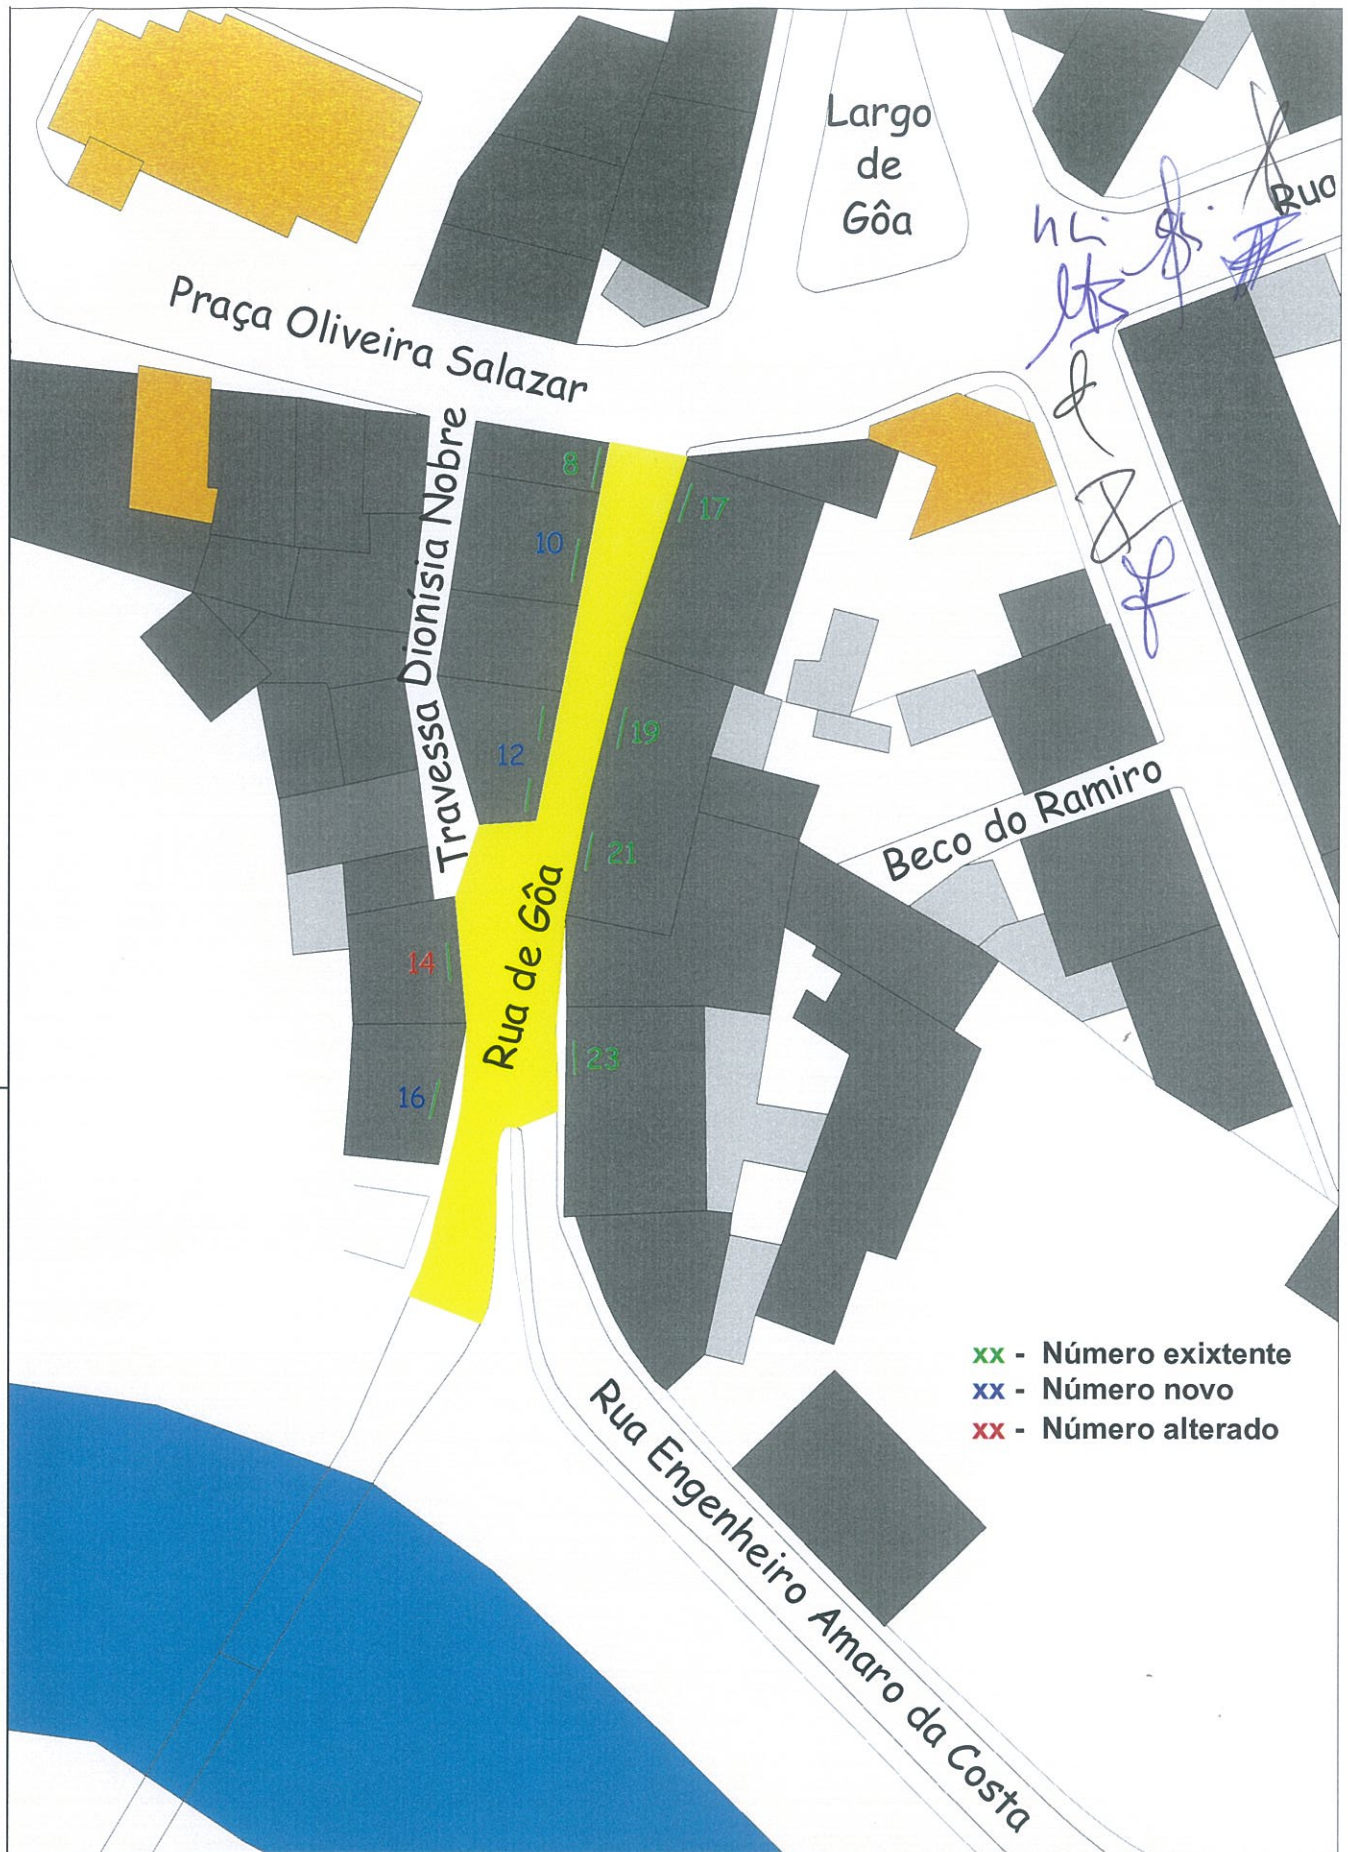 Largo
de
Gôa
Rua
Praça Oliveira Salazar
Travessa Dionísia Nobre
8
17
10
19
12
21
Beco do Ramiro
Rua de Gôa
14
23
16
xx - Número exixtente
xx - Número novo
xx - Número alterado
Rua Engenheiro Amaro da Costa